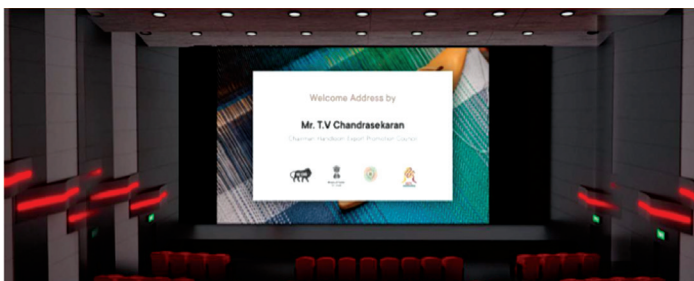 Welcome Address by
Mr. T.V Chandrasekaran
Chairman Handloom Export Promotion Council